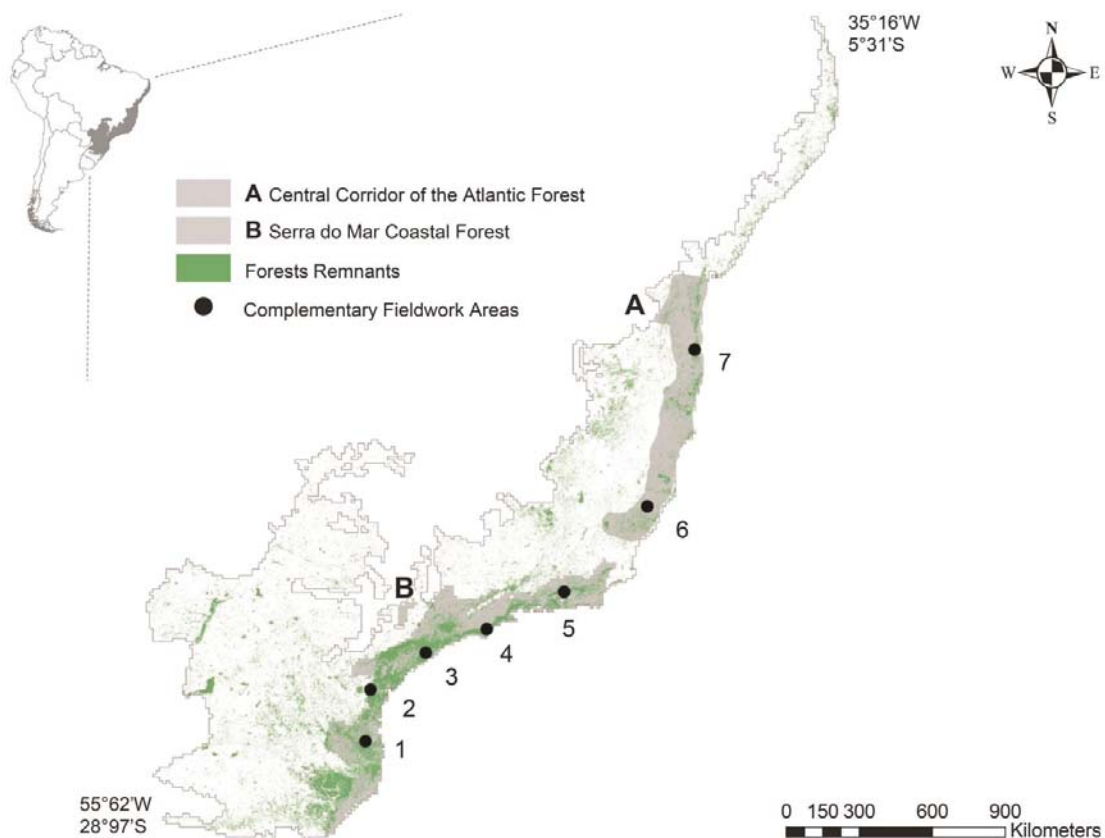 35°16'W
5°31'S
N
W E
S
A Central Corridor of the Atlantic Forest
B Serra do Mar Coastal Forest
Forests Remnants
Complementary Fieldwork Areas
A
7
6
B
5
4
3
2
1
55°62'W
28°97'S
0 150 300 600 900
Kilometers